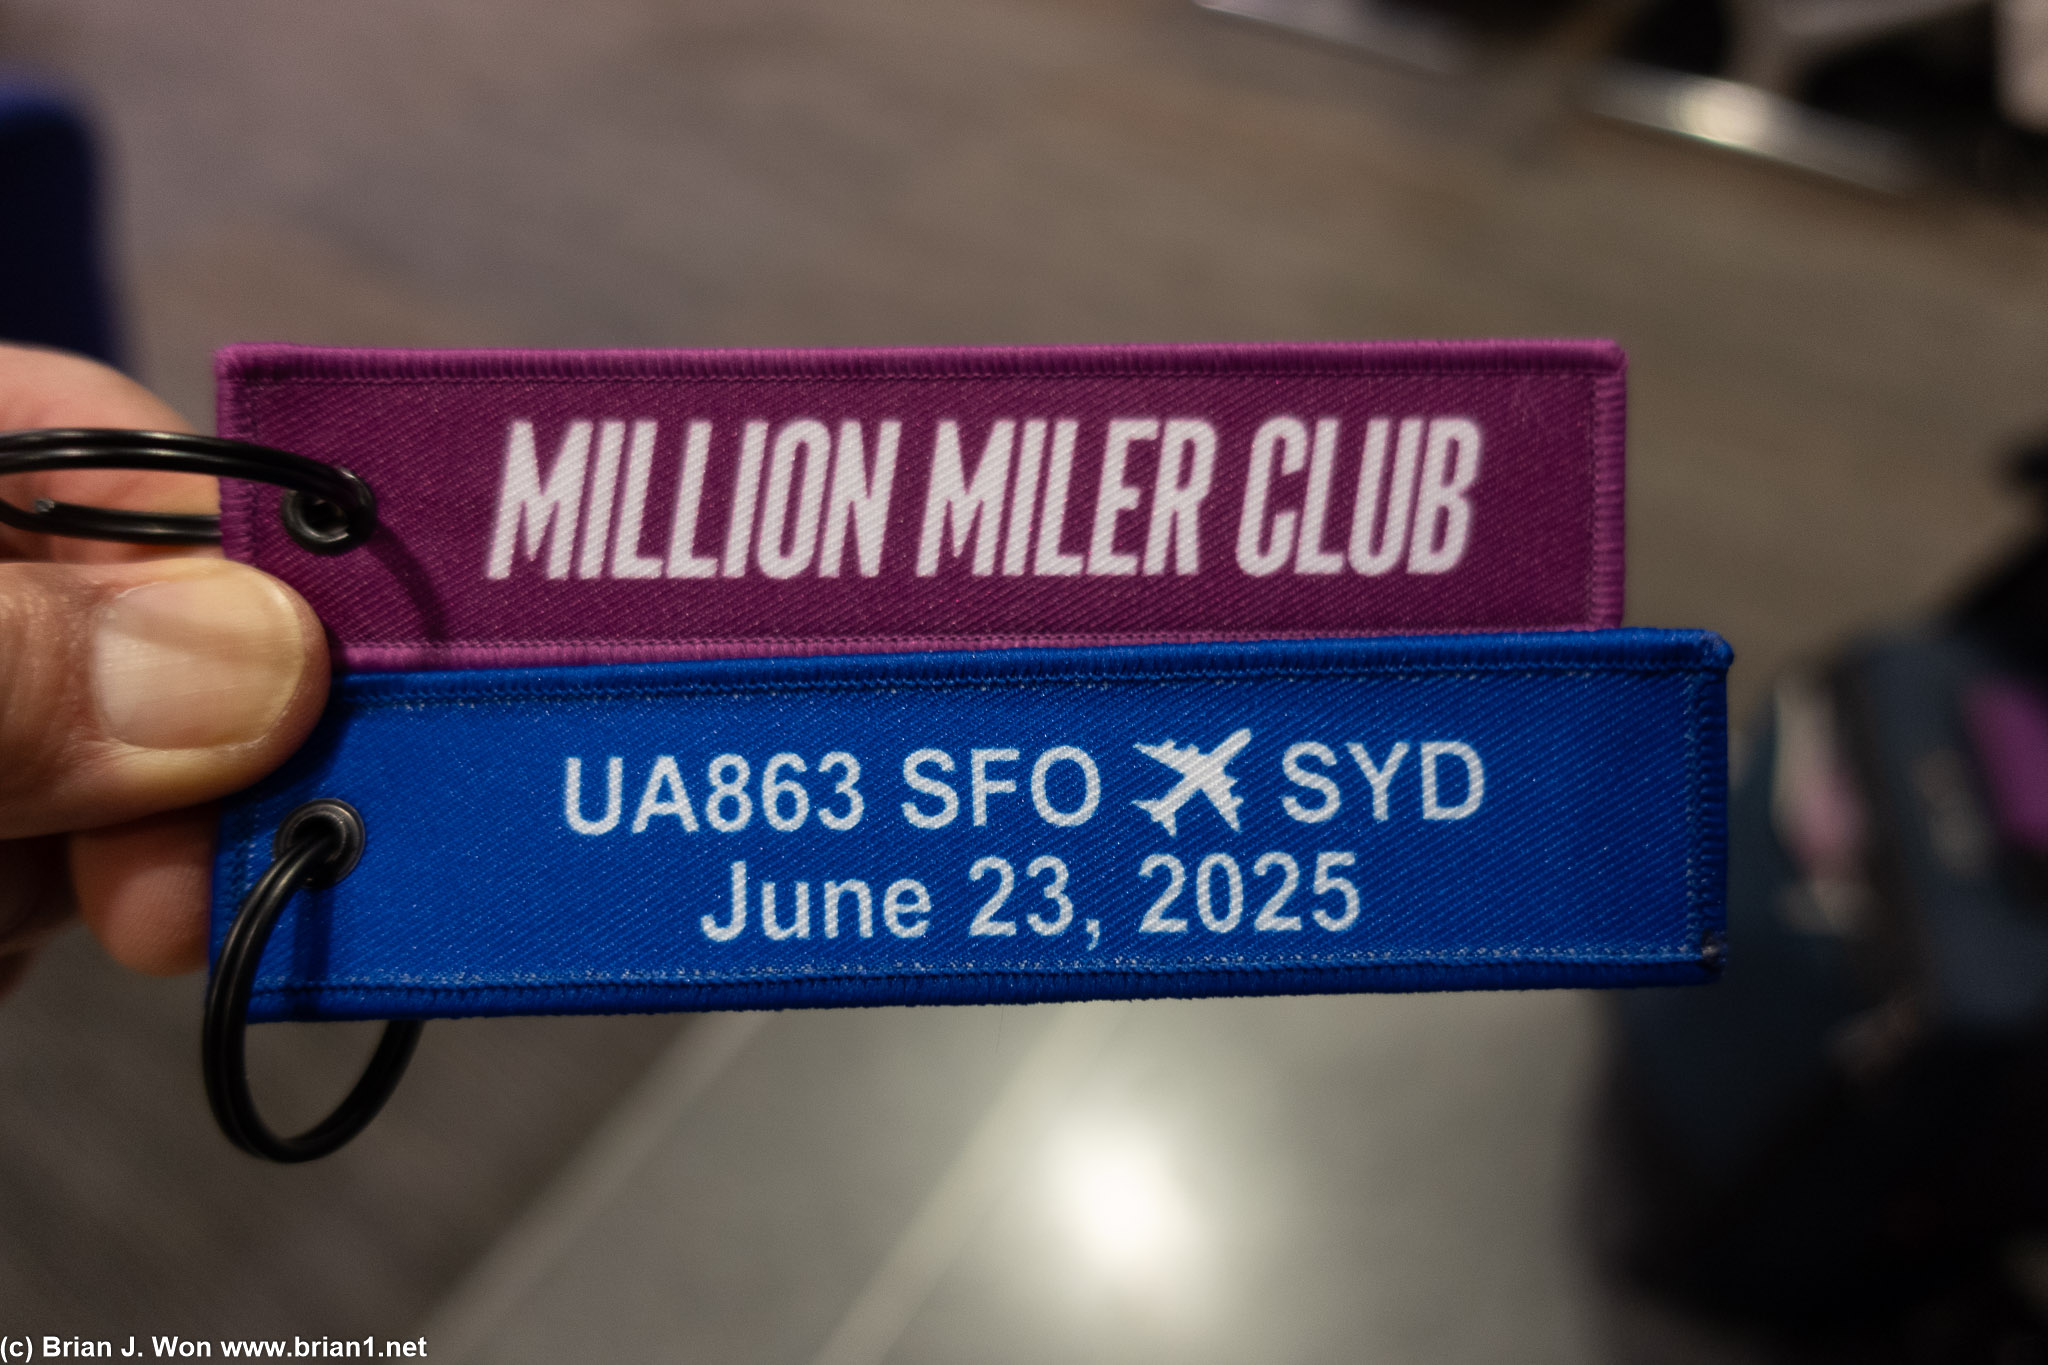 MILLION MILER CLUB
UA863 SFO ✈ SYD
June 23, 2025
(c) Brian J. Won www.brian1.net